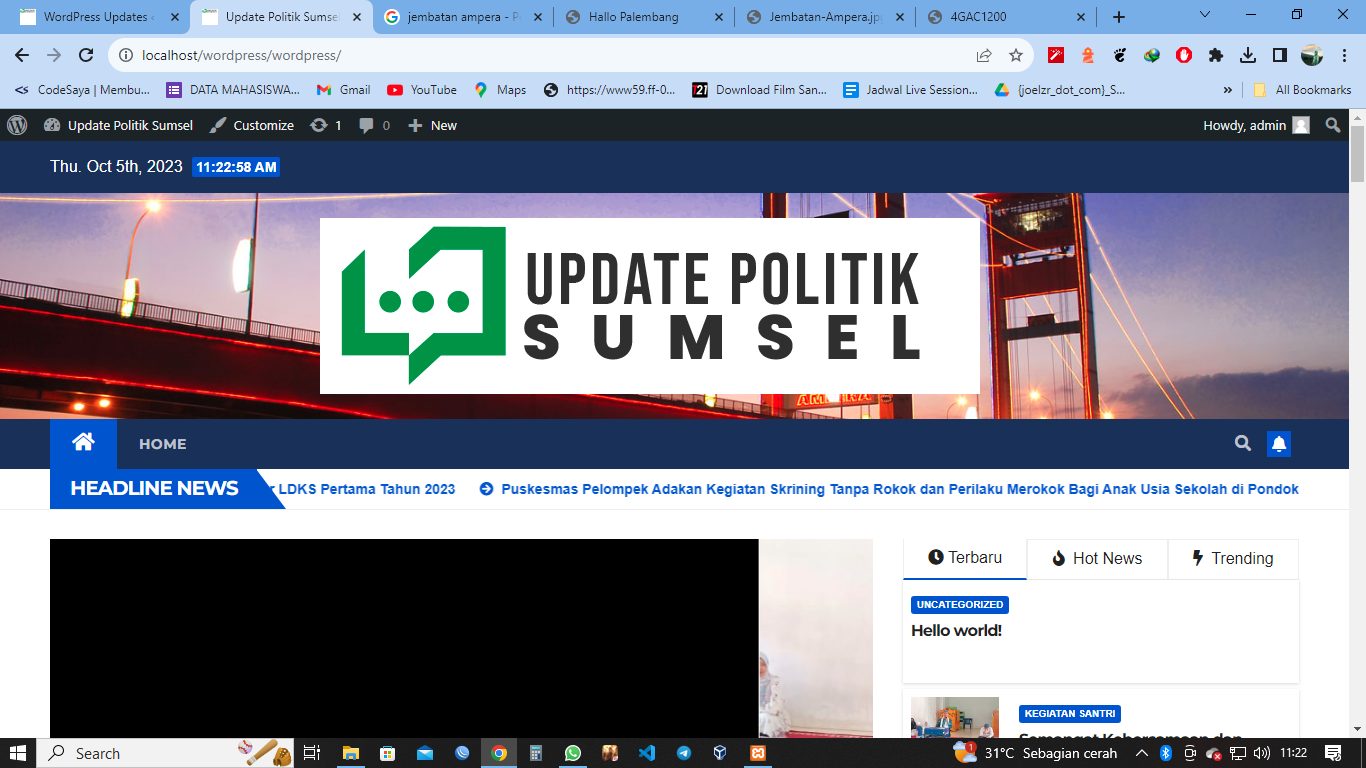 WordPress Updates
Update Politik Sumsel
jembatan ampera - P
Hallo Palembang
Jembatan-Ampera.jp
4GAC1200
localhost/wordpress/wordpress/
CodeSaya | Membu...
DATA MAHASISWA...
Gmail
YouTube
Maps
https://www59.ff-0...
Download Film San...
Jadwal Live Session...
{joelzr_dot_com}_S...
»
All Bookmarks
Update Politik Sumsel
Customize
1
0
New
Howdy, admin
Thu. Oct 5th, 2023 11:22:58 AM
UPDATE POLITIK
SUMSEL
AMPERA
HOME
HEADLINE NEWS
r LDKS Pertama Tahun 2023
Puskesmas Pelompek Adakan Kegiatan Skrining Tanpa Rokok dan Perilaku Merokok Bagi Anak Usia Sekolah di Pondok
Terbaru
Hot News
Trending
UNCATEGORIZED
Hello world!
KEGIATAN SANTRI
Semangat Kebersamaan dan
Search
1
31°C Sebagian cerah
11:22